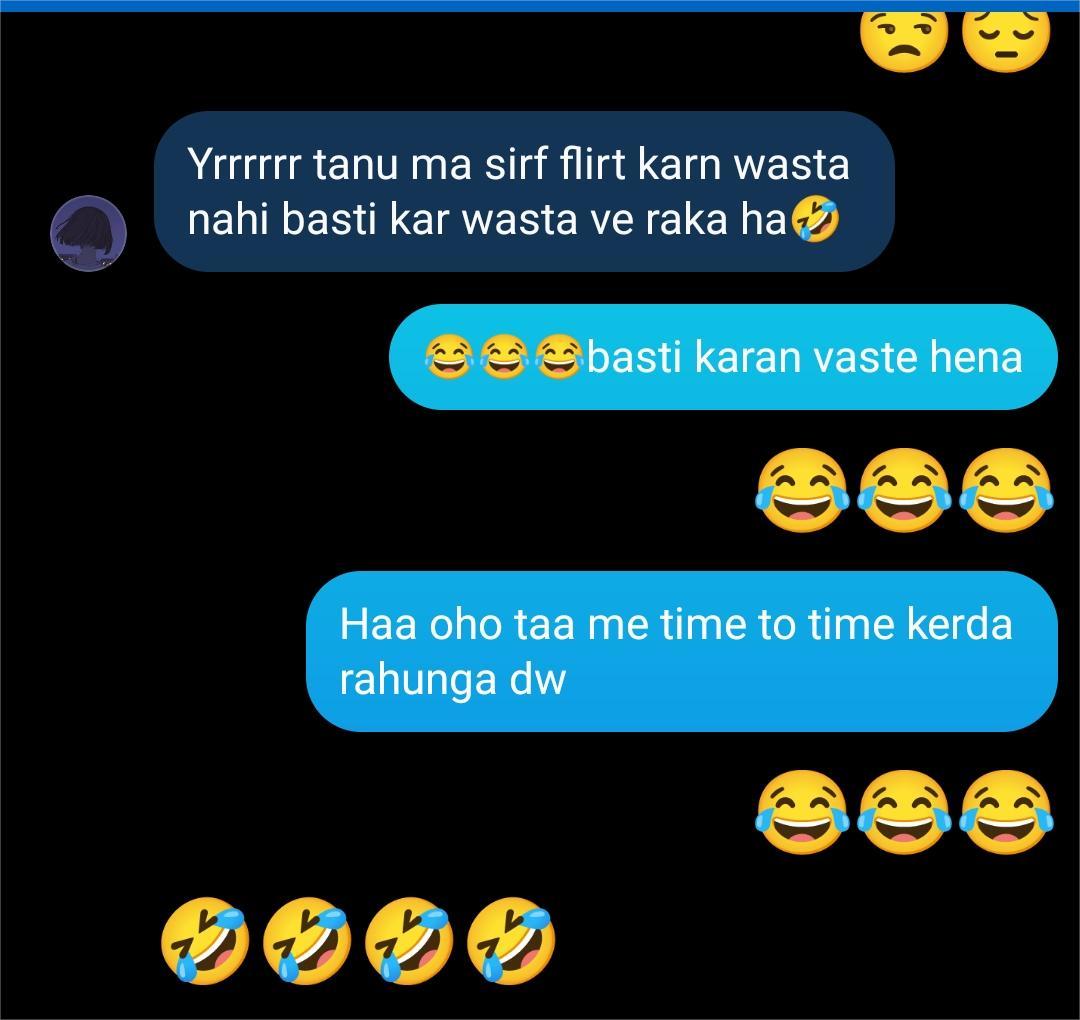 😒😔
Yrrrrrr tanu ma sirf flirt karn wasta
nahi basti kar wasta ve raka ha🤣
😂😂😂basti karan vaste hena
😂😂😂
Haa oho taa me time to time kerda
rahunga dw
😂😂😂
🤣🤣🤣🤣